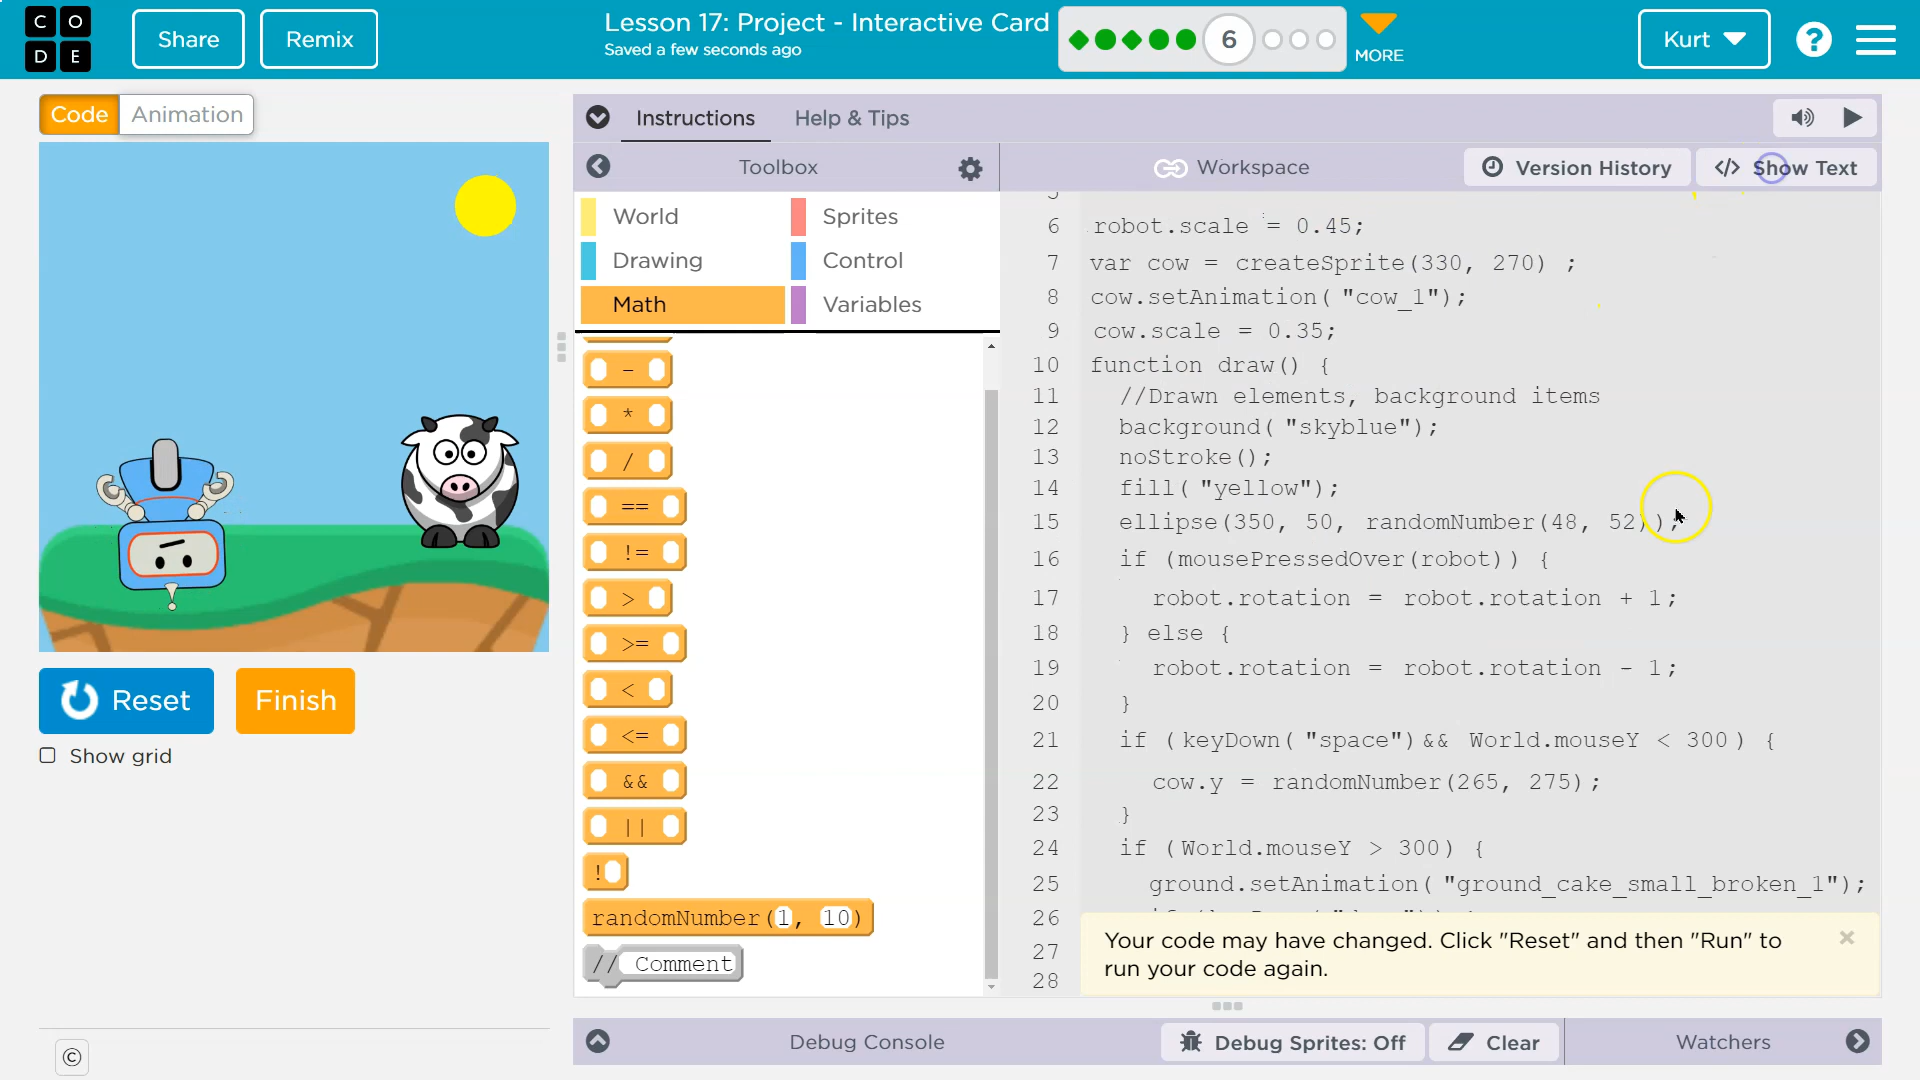 C O
D E
Share
Remix
Lesson 17: Project - Interactive Card
Saved a few seconds ago
6
MORE
Kurt
?
Code
Animation
Instructions
Help & Tips
Toolbox
Workspace
Version History
</> Show Text
World
Sprites
Drawing
Control
Math
Variables
-
*
/
==
!=
>
>=
<
<=
&&
||
!
randomNumber(1, 10)
// Comment
5
6 robot.scale = 0.45;
7 var cow = createSprite(330, 270) ;
8 cow.setAnimation( "cow_1");
9 cow.scale = 0.35;
10 function draw() {
11 //Drawn elements, background items
12 background( "skyblue");
13 noStroke();
14 fill( "yellow");
15 ellipse(350, 50, randomNumber(48, 52));
16 if (mousePressedOver(robot)) {
17 robot.rotation = robot.rotation + 1;
18 } else {
19 robot.rotation = robot.rotation - 1;
20 }
21 if (keyDown( "space") && World.mouseY < 300) {
22 cow.y = randomNumber(265, 275);
23 }
24 if (World.mouseY > 300) {
25 ground.setAnimation( "ground_cake_small_broken_1");
26
27
28
Your code may have changed. Click "Reset" and then "Run" to
run your code again.
×
Reset
Finish
Show grid
©
Debug Console
Debug Sprites: Off
Clear
Watchers